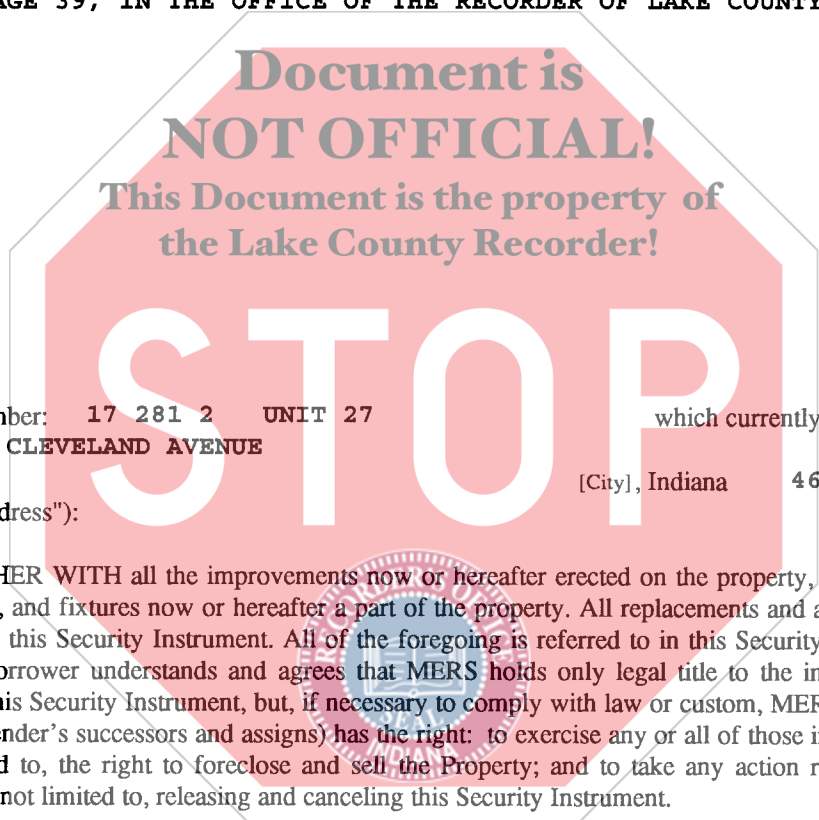 AGE 39, IN THE OFFICE OF THE RECORDER OF LAKE COUNTY
Document is
NOT OFFICIAL!
This Document is the property of
the Lake County Recorder!
STOP
nber: 17 281 2 UNIT 27 which currently
CLEVELAND AVENUE
[City], Indiana 46
dress"):
HER WITH all the improvements now or hereafter erected on the property,
, and fixtures now or hereafter a part of the property. All replacements and a
this Security Instrument. All of the foregoing is referred to in this Security
orrower understands and agrees that MERS holds only legal title to the in
his Security Instrument, but, if necessary to comply with law or custom, MER
ender's successors and assigns) has the right: to exercise any or all of those i
d to, the right to foreclose and sell the Property; and to take any action r
not limited to, releasing and canceling this Security Instrument.
RECORDER'S OFFICE
SEAL
INDIANA